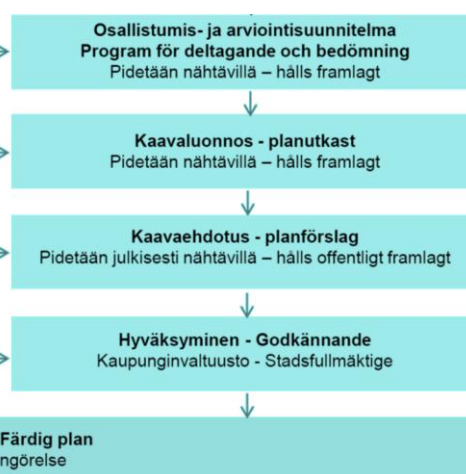 Osallistumis- ja arviointisuunnitelma
Program för deltagande och bedömning
Pidetään nähtävillä – hålls framlagt
Kaavaluonnos - planutkast
Pidetään nähtävillä – hålls framlagt
Kaavaehdotus - planförslag
Pidetään julkisesti nähtävillä – hålls offentligt framlagt
Hyväksyminen - Godkännande
Kaupunginvaltuusto - Stadsfullmäktige
Färdig plan
ngörelse